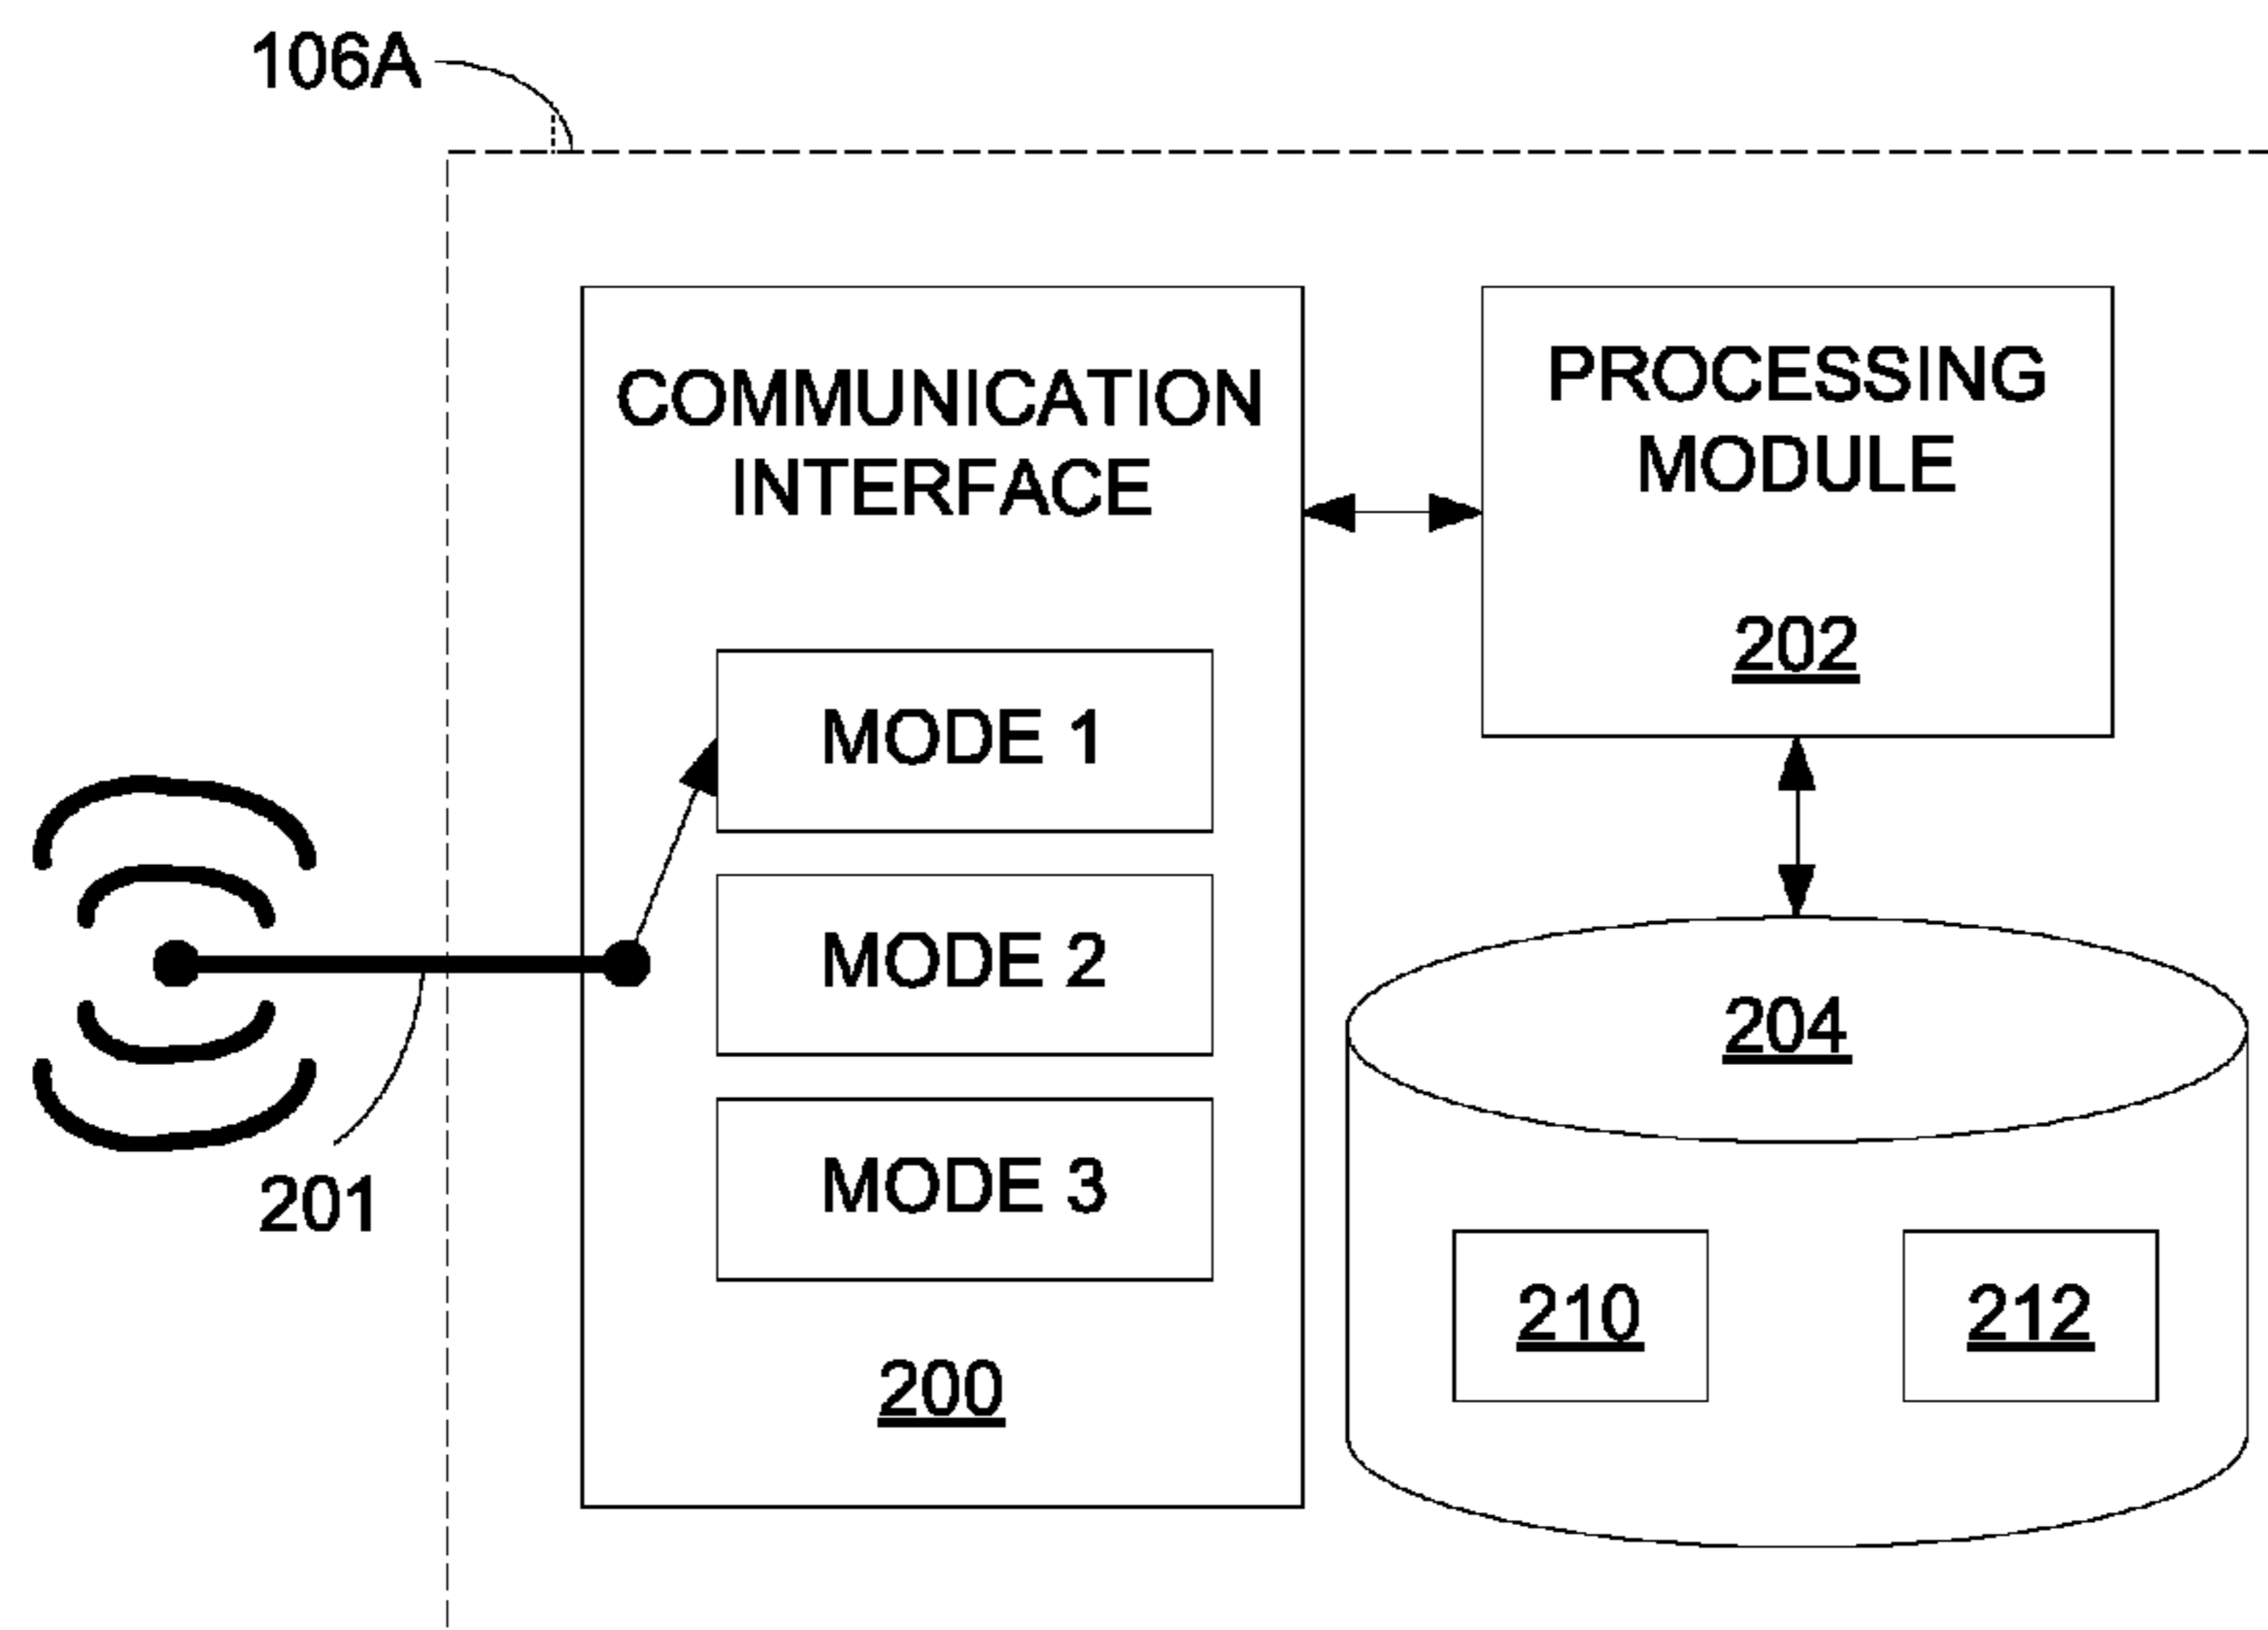 106A
COMMUNICATION
INTERFACE
MODE 1
MODE 2
MODE 3
200
201
PROCESSING
MODULE
202
204
210
212